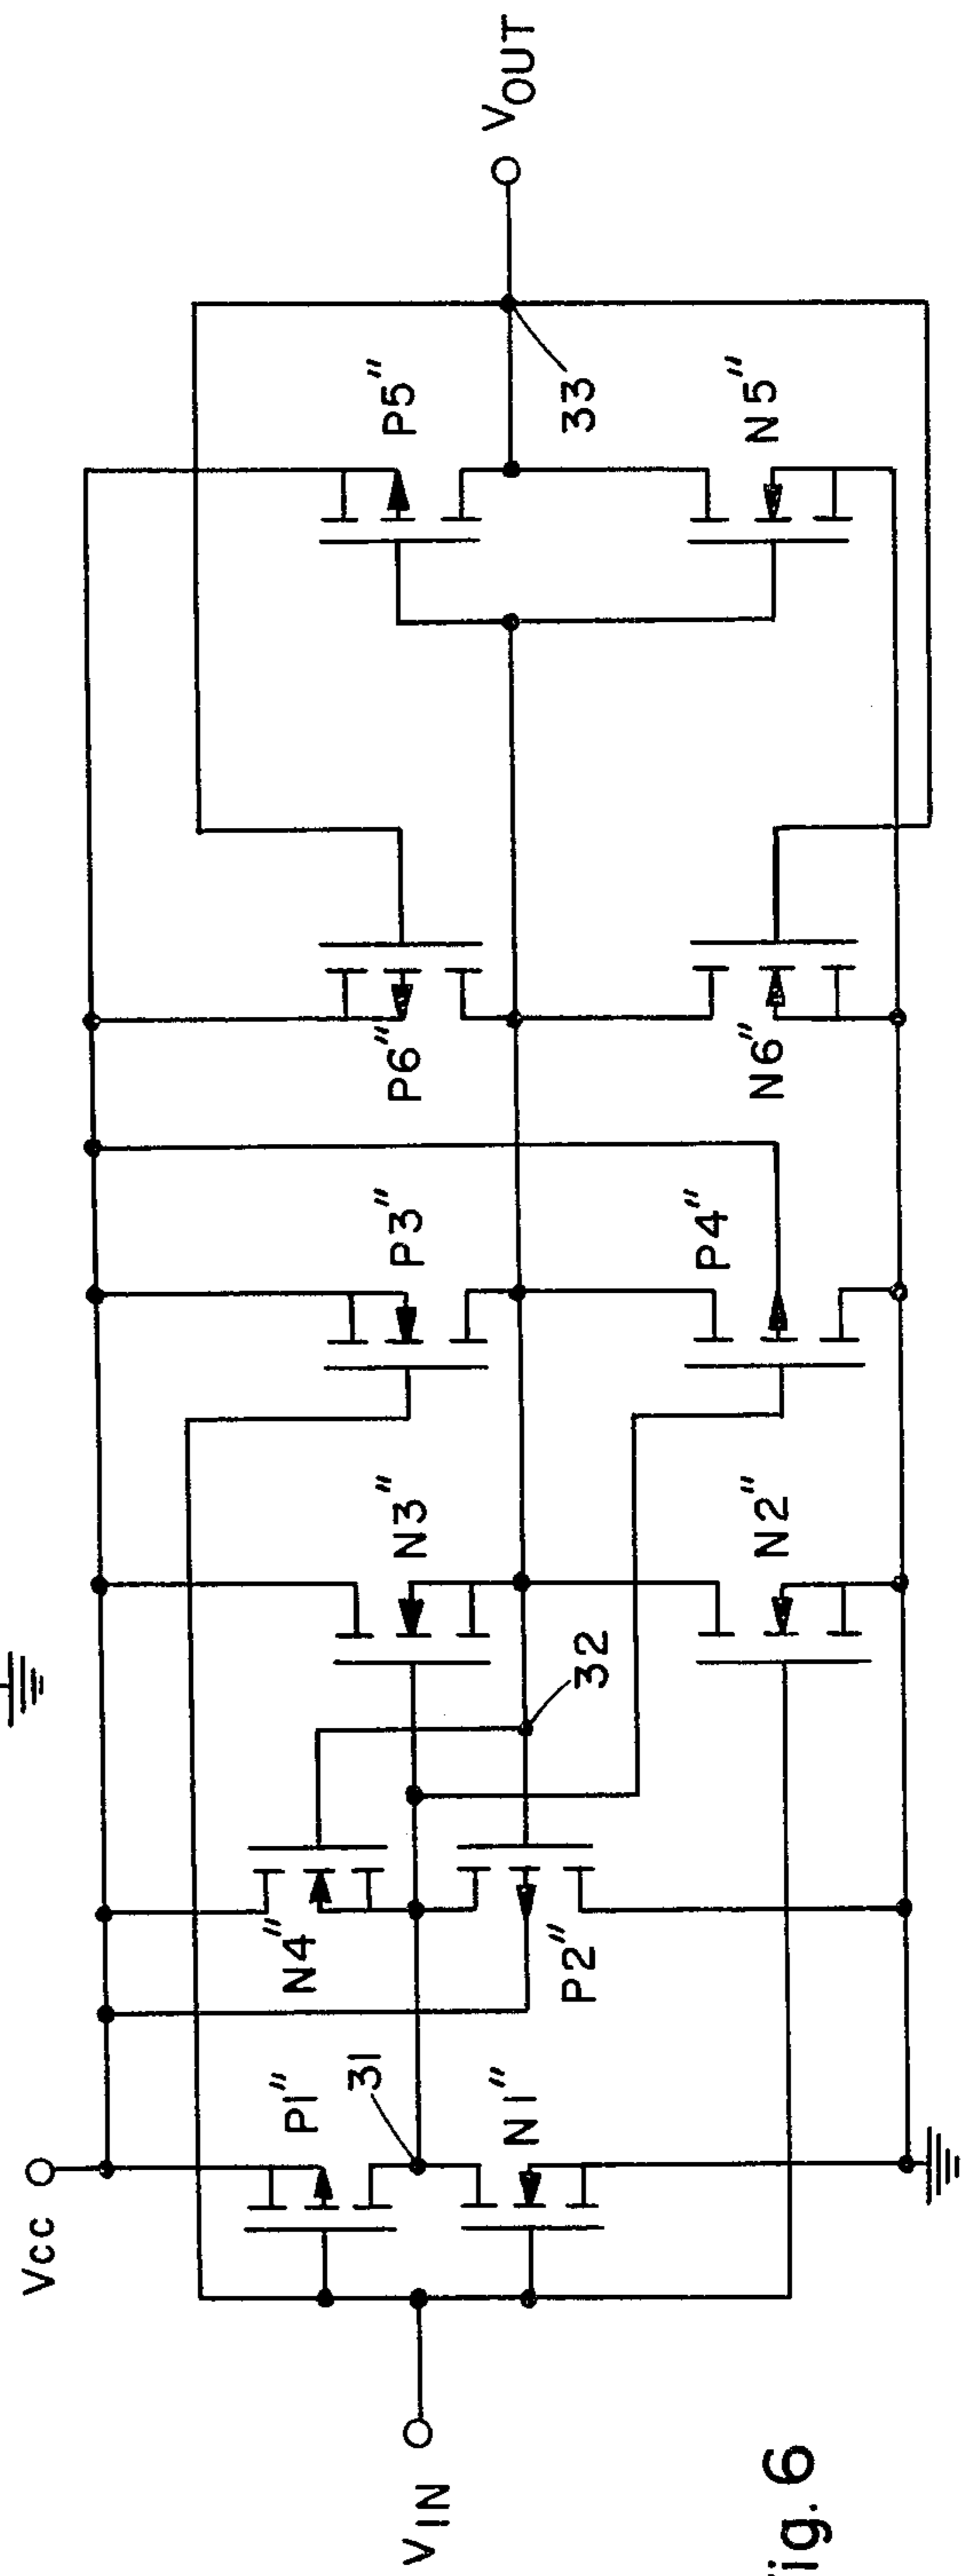 Vcc
VIN
P1"
31
N1"
N4"
P2"
32
N3"
N2"
P3"
P4"
P6"
N6"
P5"
33
N5"
VOUT
ig. 6